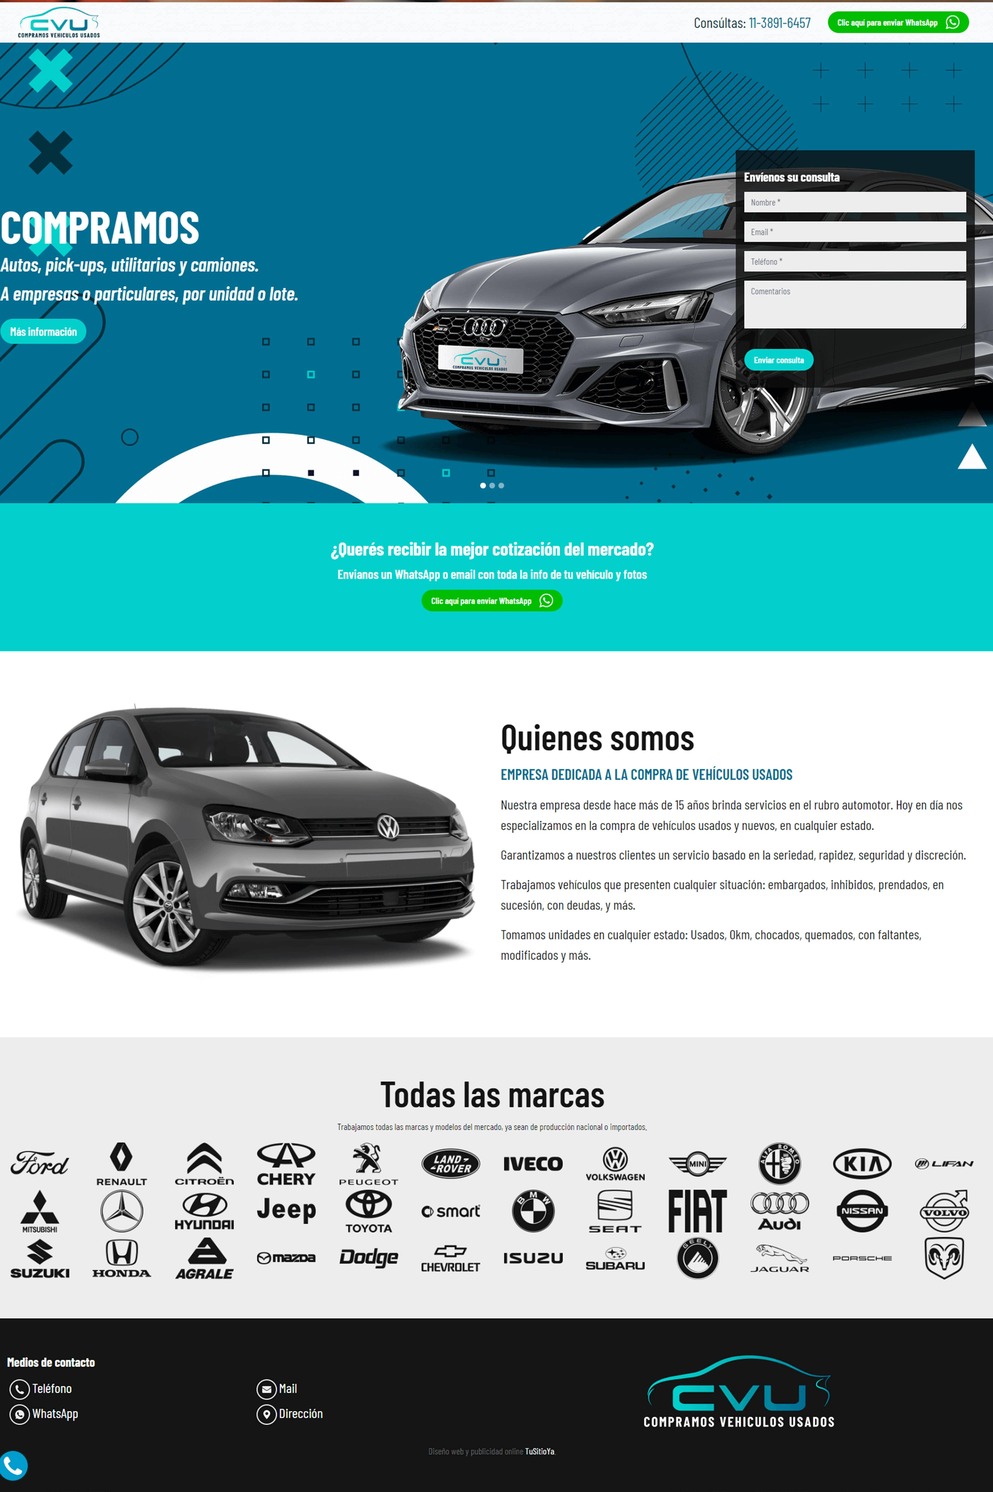 CVU
COMPRAMOS VEHICULOS USADOS
Consúltas: 11-3891-6457
Clic aquí para enviar WhatsApp
COMPRAMOS
Autos, pick-ups, utilitarios y camiones.
A empresas o particulares, por unidad o lote.
Más información
Envíenos su consulta
Nombre *
Email *
Teléfono *
Comentarios
Enviar consulta
CVU
COMPRAMOS VEHICULOS USADOS
¿Querés recibir la mejor cotización del mercado?
Envianos un WhatsApp o email con toda la info de tu vehículo y fotos
Clic aquí para enviar WhatsApp
Quienes somos
EMPRESA DEDICADA A LA COMPRA DE VEHÍCULOS USADOS
Nuestra empresa desde hace más de 15 años brinda servicios en el rubro automotor. Hoy en día nos
especializamos en la compra de vehículos usados y nuevos, en cualquier estado.
Garantizamos a nuestros clientes un servicio basado en la seriedad, rapidez, seguridad y discreción.
Trabajamos vehículos que presenten cualquier situación: embargados, inhibidos, prendados, en
sucesión, con deudas, y más.
Tomamos unidades en cualquier estado: Usados, 0km, chocados, quemados, con faltantes,
modificados y más.
Todas las marcas
Trabajamos todas las marcas y modelos del mercado, ya sean de producción nacional o importados.
Ford RENAULT CITROËN CHERY PEUGEOT LAND ROVER IVECO VOLKSWAGEN MINI ALFA ROMEO KIA LIFAN
MITSUBISHI HYUNDAI Jeep TOYOTA smart BMW SEAT FIAT Audi NISSAN VOLVO
SUZUKI HONDA AGRALE mazda Dodge CHEVROLET ISUZU SUBARU GEELY JAGUAR PORSCHE
Medios de contacto
Teléfono
Mail
WhatsApp
Dirección
CVU
COMPRAMOS VEHICULOS USADOS
Diseño web y publicidad online TuSitioYa.